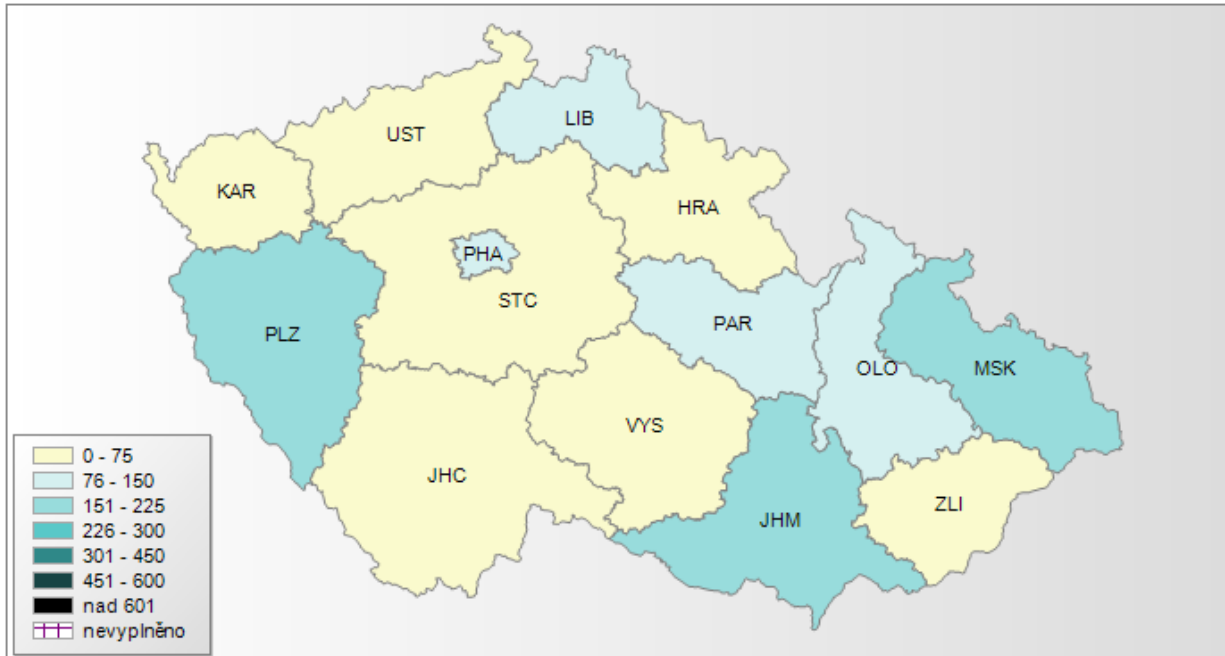 LIB
UST
KAR
HRA
PHA
STC
PAR
PLZ
OLO
MSK
VYS
JHC
JHM
ZLI
0 - 75
76 - 150
151 - 225
226 - 300
301 - 450
451 - 600
nad 601
nevyplněno